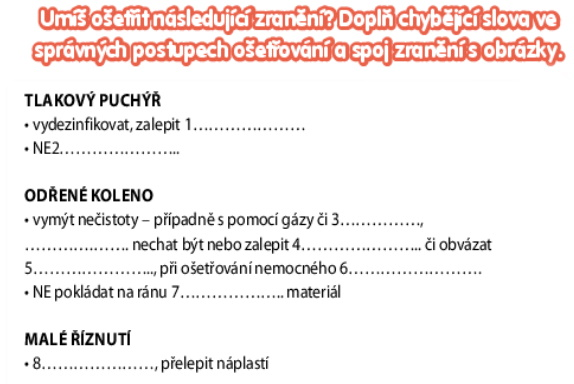 Umíš ošetřit následující zranění? Doplň chybějící slova ve
správných postupech ošetřování a spoj zranění s obrázky.
TLAKOVÝ PUCHÝŘ
• vydezinfikovat, zalepit 1…………………
• NE2…………………..
ODŘENÉ KOLENO
• vymýt nečistoty – případně s pomocí gázy či 3……………,
………………. nechat být nebo zalepit 4………………….. či obvázat
5………………….., při ošetřování nemocného 6…………………….
• NE pokládat na ránu 7……………….. materiál
MALÉ ŘÍZNUTÍ
• 8…………………, přelepit náplastí